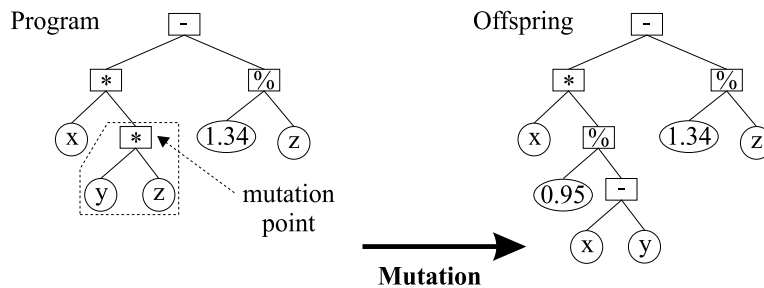 Program - Offspring -
* % * %
x * 1.34 z x % 1.34 z
y z mutation point 0.95 -
x y
Mutation